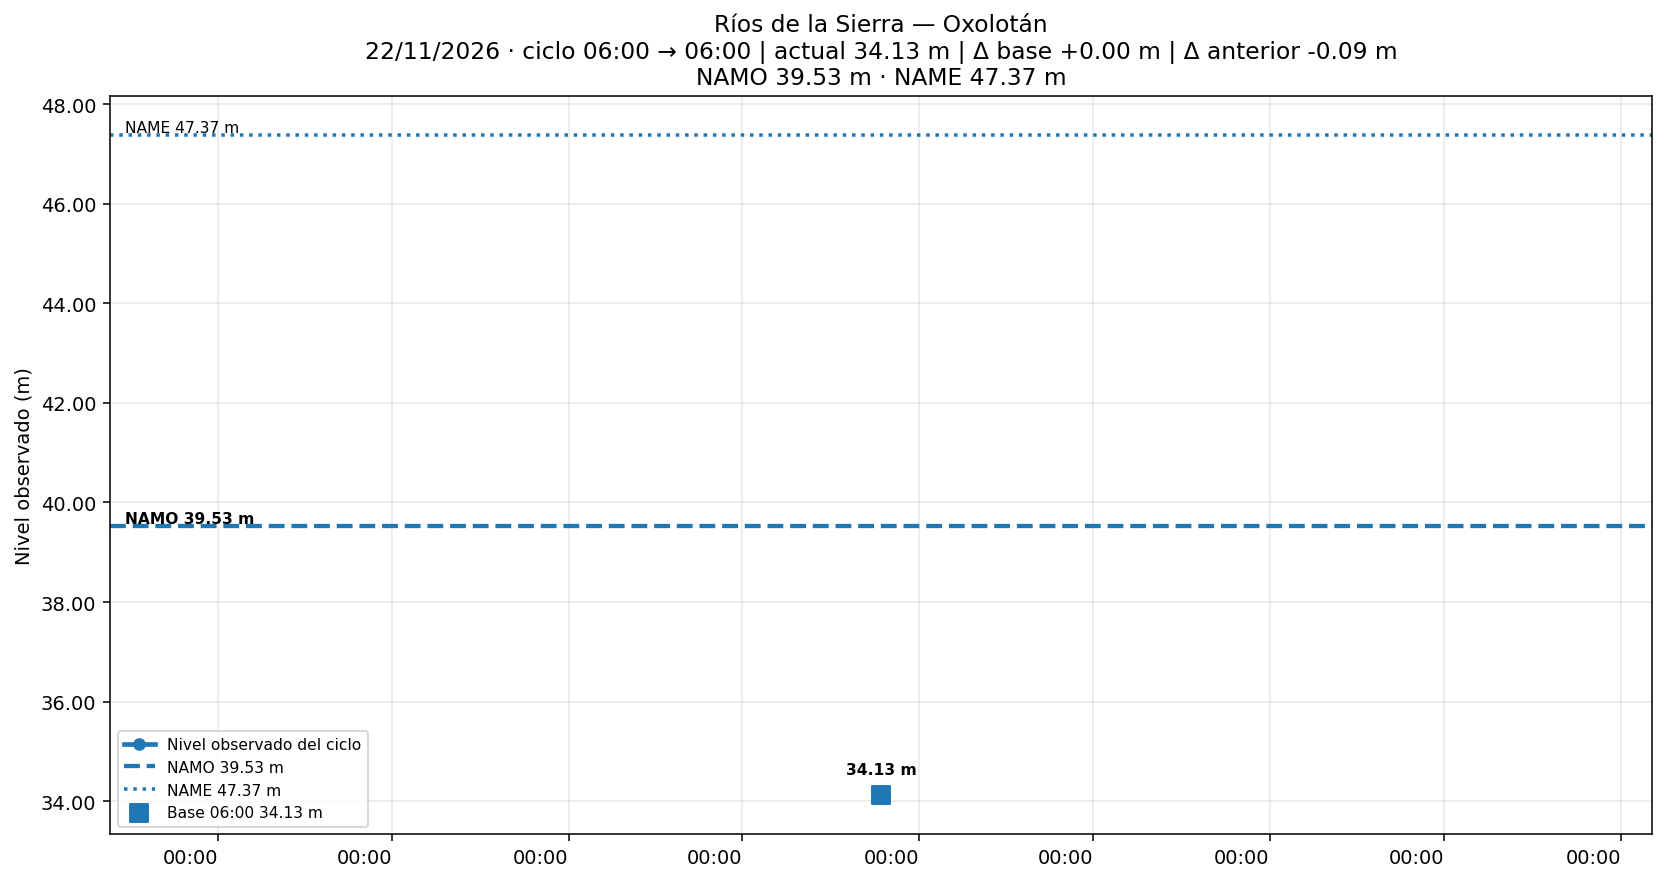 Ríos de la Sierra — Oxolotán
22/11/2026 · ciclo 06:00 → 06:00 | actual 34.13 m | Δ base +0.00 m | Δ anterior -0.09 m
NAMO 39.53 m · NAME 47.37 m
Nivel observado (m)
48.00
46.00
44.00
42.00
40.00
38.00
36.00
34.00
NAME 47.37 m
NAMO 39.53 m
34.13 m
Nivel observado del ciclo
NAMO 39.53 m
NAME 47.37 m
Base 06:00 34.13 m
00:00 00:00 00:00 00:00 00:00 00:00 00:00 00:00 00:00